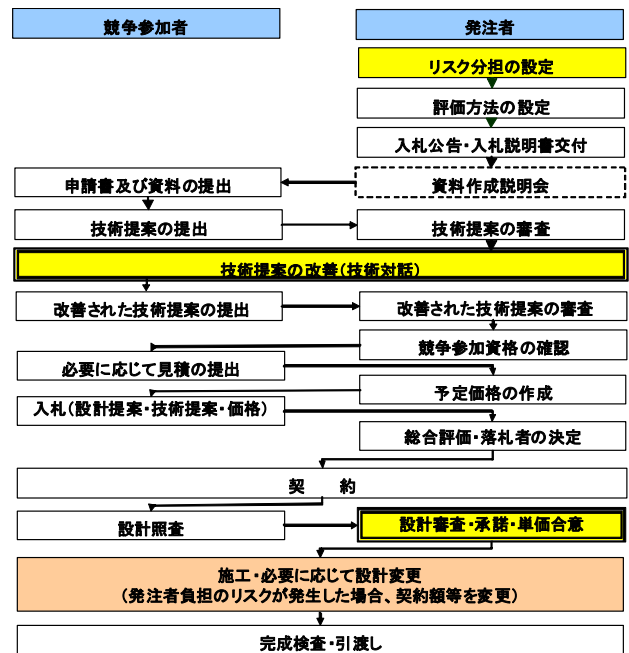 競争参加者
発注者
リスク分担の設定
評価方法の設定
入札公告・入札説明書交付
資料作成説明会
申請書及び資料の提出
技術提案の提出
技術提案の審査
技術提案の改善(技術対話)
改善された技術提案の提出
改善された技術提案の審査
競争参加資格の確認
必要に応じて見積の提出
予定価格の作成
入札(設計提案・技術提案・価格)
総合評価・落札者の決定
契　約
設計照査
設計審査・承諾・単価合意
施工・必要に応じて設計変更
(発注者負担のリスクが発生した場合、契約額等を変更)
完成検査・引渡し